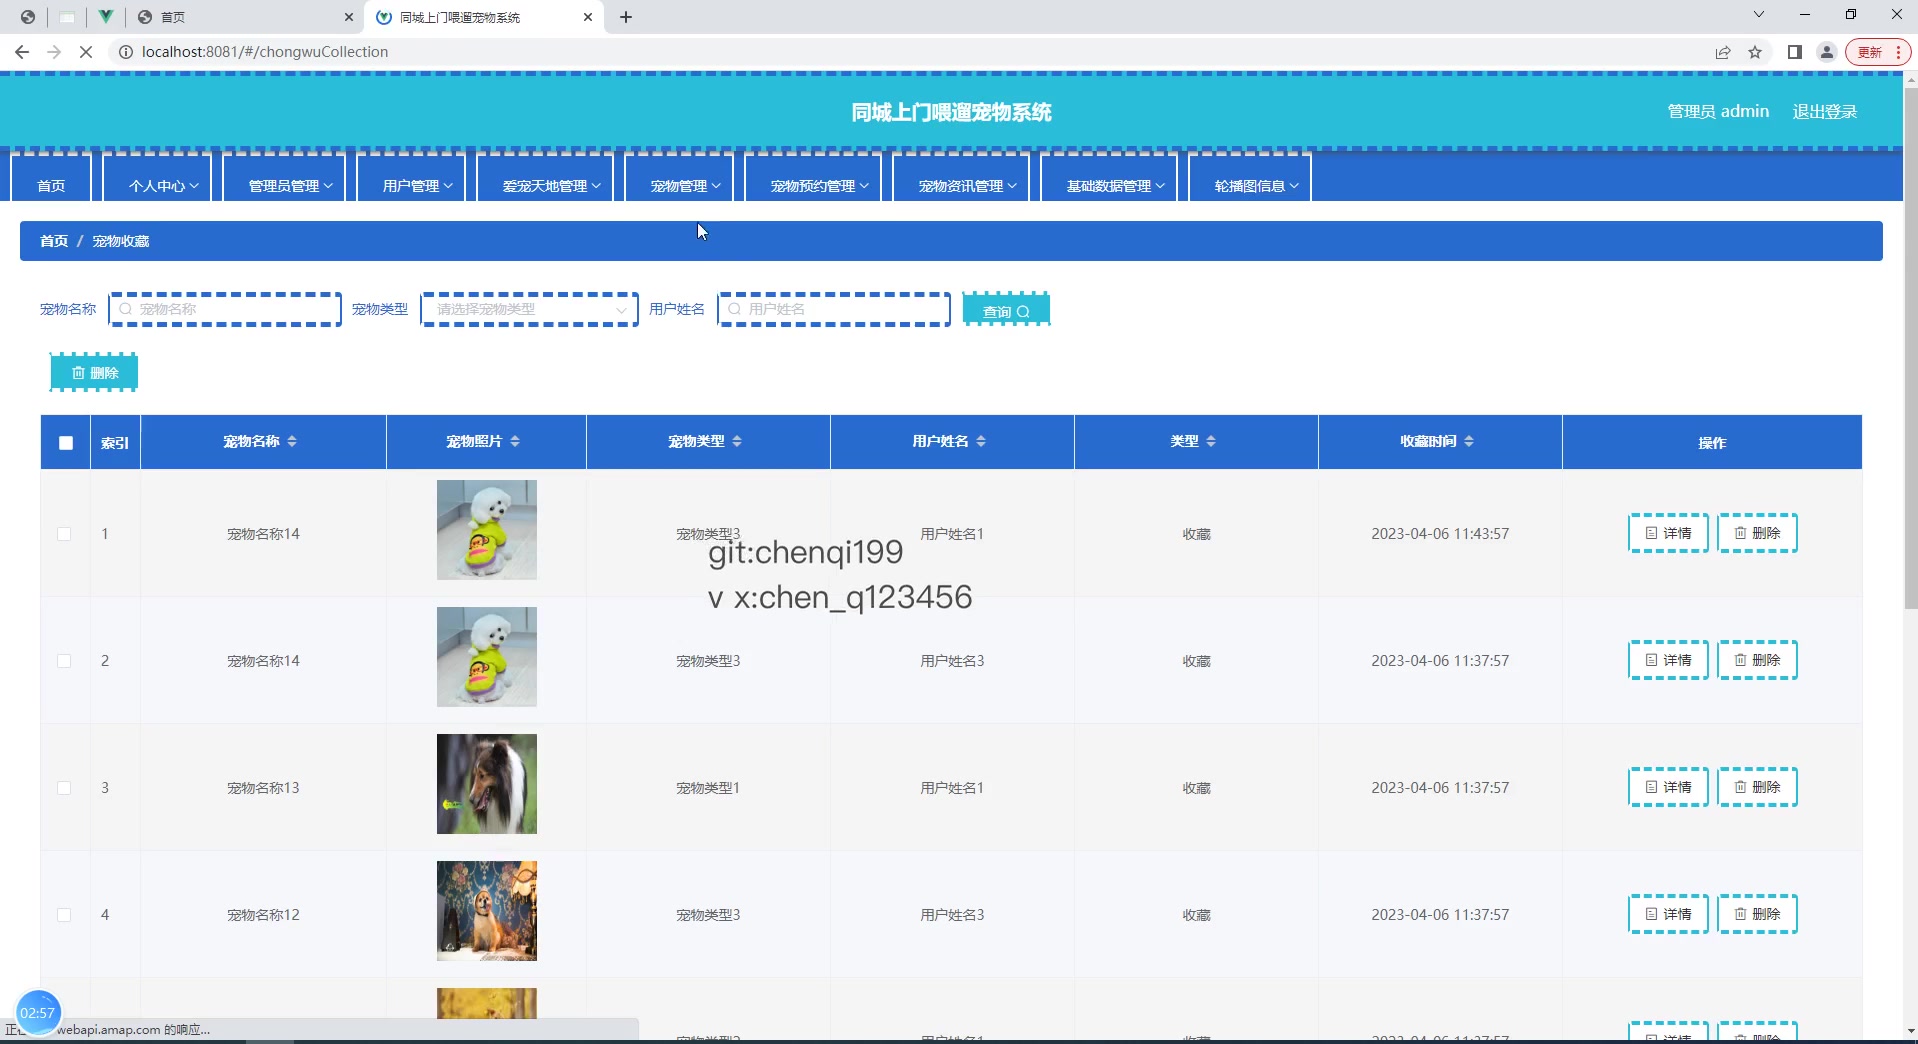 首页
同城上门喂遛宠物系统
localhost:8081/#/chongwuCollection
更新
同城上门喂遛宠物系统
管理员 admin
退出登录
首页
个人中心
管理员管理
用户管理
爱宠天地管理
宠物管理
宠物预约管理
宠物资讯管理
基础数据管理
轮播图信息
首页 / 宠物收藏
宠物名称
宠物名称
宠物类型
请选择宠物类型
用户姓名
用户姓名
查询
删除
索引 宠物名称 宠物照片 宠物类型 用户姓名 类型 收藏时间 操作
1 宠物名称14 宠物类型3 用户姓名1 收藏 2023-04-06 11:43:57 详情 删除
git:chenqi199
v x:chen_q123456
2 宠物名称14 宠物类型3 用户姓名3 收藏 2023-04-06 11:37:57 详情 删除
3 宠物名称13 宠物类型1 用户姓名1 收藏 2023-04-06 11:37:57 详情 删除
4 宠物名称12 宠物类型3 用户姓名3 收藏 2023-04-06 11:37:57 详情 删除
02:57
webapi.amap.com 的响应...